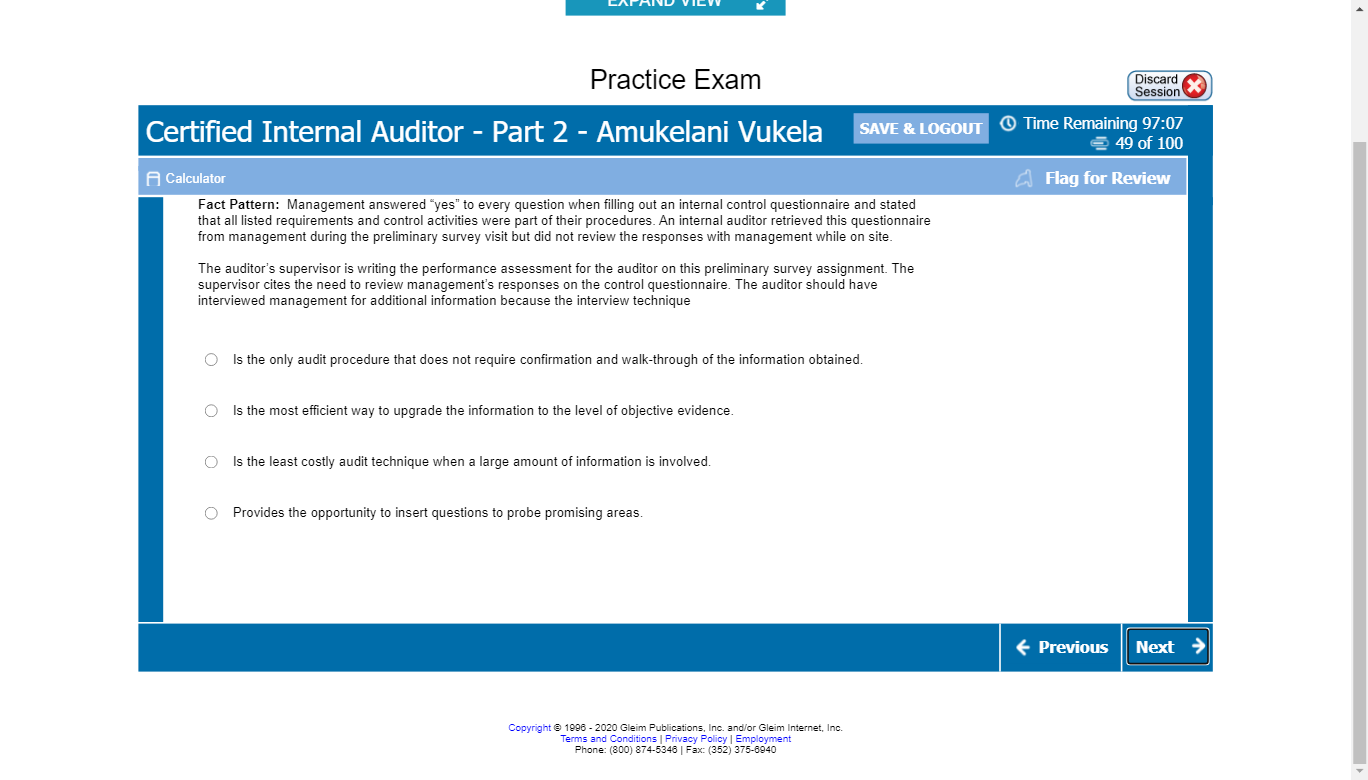 EXPAND VIEW
Practice Exam
Discard
Session
Certified Internal Auditor - Part 2 - Amukelani Vukela
SAVE & LOGOUT
Time Remaining 97:07
49 of 100
Calculator
Flag for Review
Fact Pattern: Management answered “yes” to every question when filling out an internal control questionnaire and stated
that all listed requirements and control activities were part of their procedures. An internal auditor retrieved this questionnaire
from management during the preliminary survey visit but did not review the responses with management while on site.
The auditor’s supervisor is writing the performance assessment for the auditor on this preliminary survey assignment. The
supervisor cites the need to review management’s responses on the control questionnaire. The auditor should have
interviewed management for additional information because the interview technique
Is the only audit procedure that does not require confirmation and walk-through of the information obtained.
Is the most efficient way to upgrade the information to the level of objective evidence.
Is the least costly audit technique when a large amount of information is involved.
Provides the opportunity to insert questions to probe promising areas.
Previous
Next
Copyright © 1996 - 2020 Gleim Publications, Inc. and/or Gleim Internet, Inc.
Terms and Conditions | Privacy Policy | Employment
Phone: (800) 874-5346 | Fax: (352) 375-6940